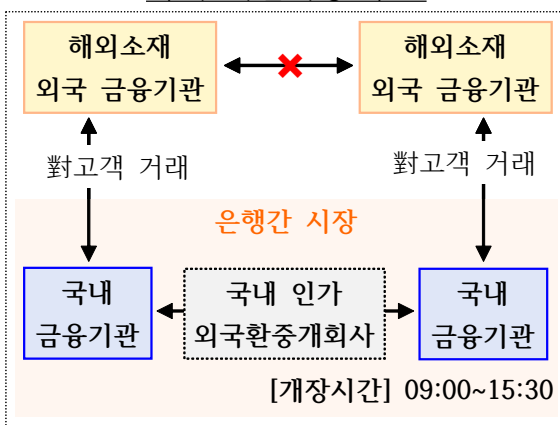 해외소재
외국 금융기관
해외소재
외국 금융기관
對고객 거래
對고객 거래
은행간 시장
국내
금융기관
국내 인가
외국환중개회사
국내
금융기관
[개장시간] 09:00~15:30